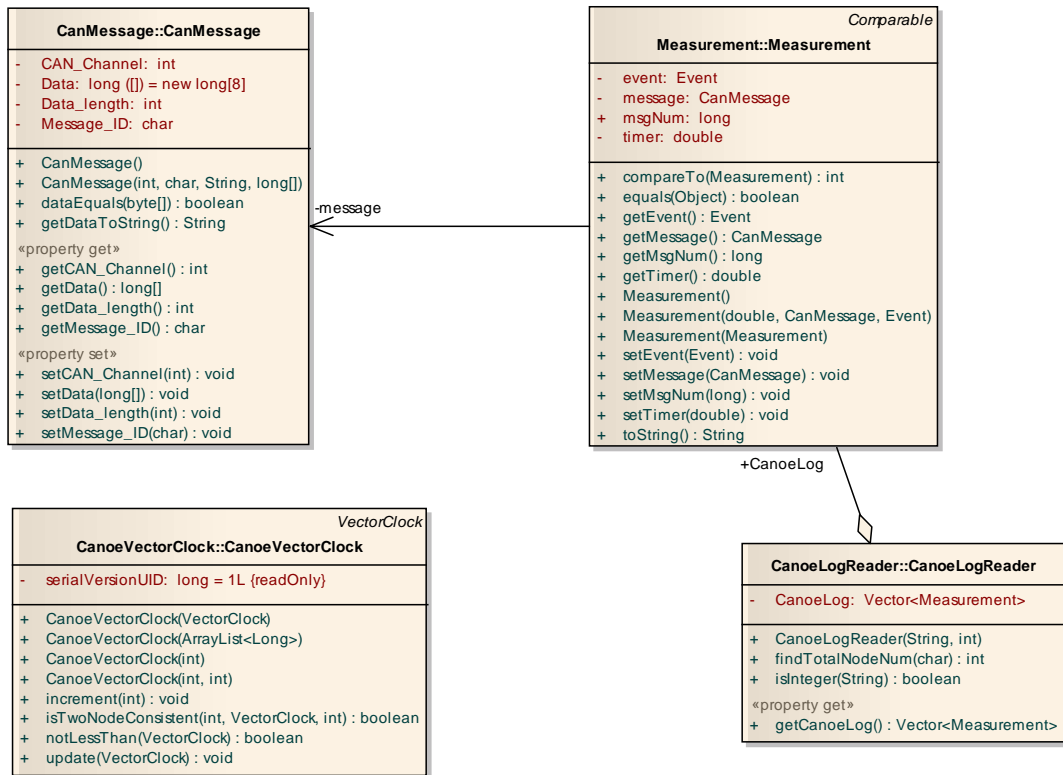 CanMessage::CanMessage
- CAN_Channel: int
- Data: long ([]) = new long[8]
- Data_length: int
- Message_ID: char
+ CanMessage()
+ CanMessage(int, char, String, long[])
+ dataEquals(byte[]) : boolean
+ getDataToString() : String
«property get»
+ getCAN_Channel() : int
+ getData() : long[]
+ getData_length() : int
+ getMessage_ID() : char
«property set»
+ setCAN_Channel(int) : void
+ setData(long[]) : void
+ setData_length(int) : void
+ setMessage_ID(char) : void
-message
Comparable
Measurement::Measurement
- event: Event
- message: CanMessage
+ msgNum: long
- timer: double
+ compareTo(Measurement) : int
+ equals(Object) : boolean
+ getEvent() : Event
+ getMessage() : CanMessage
+ getMsgNum() : long
+ getTimer() : double
+ Measurement()
+ Measurement(double, CanMessage, Event)
+ Measurement(Measurement)
+ setEvent(Event) : void
+ setMessage(CanMessage) : void
+ setMsgNum(long) : void
+ setTimer(double) : void
+ toString() : String
+CanoeLog
VectorClock
CanoeVectorClock::CanoeVectorClock
- serialVersionUID: long = 1L {readOnly}
+ CanoeVectorClock(VectorClock)
+ CanoeVectorClock(ArrayList<Long>)
+ CanoeVectorClock(int)
+ CanoeVectorClock(int, int)
+ increment(int) : void
+ isTwoNodeConsistent(int, VectorClock, int) : boolean
+ notLessThan(VectorClock) : boolean
+ update(VectorClock) : void
CanoeLogReader::CanoeLogReader
- CanoeLog: Vector<Measurement>
+ CanoeLogReader(String, int)
+ findTotalNodeNum(char) : int
+ isInteger(String) : boolean
«property get»
+ getCanoeLog() : Vector<Measurement>